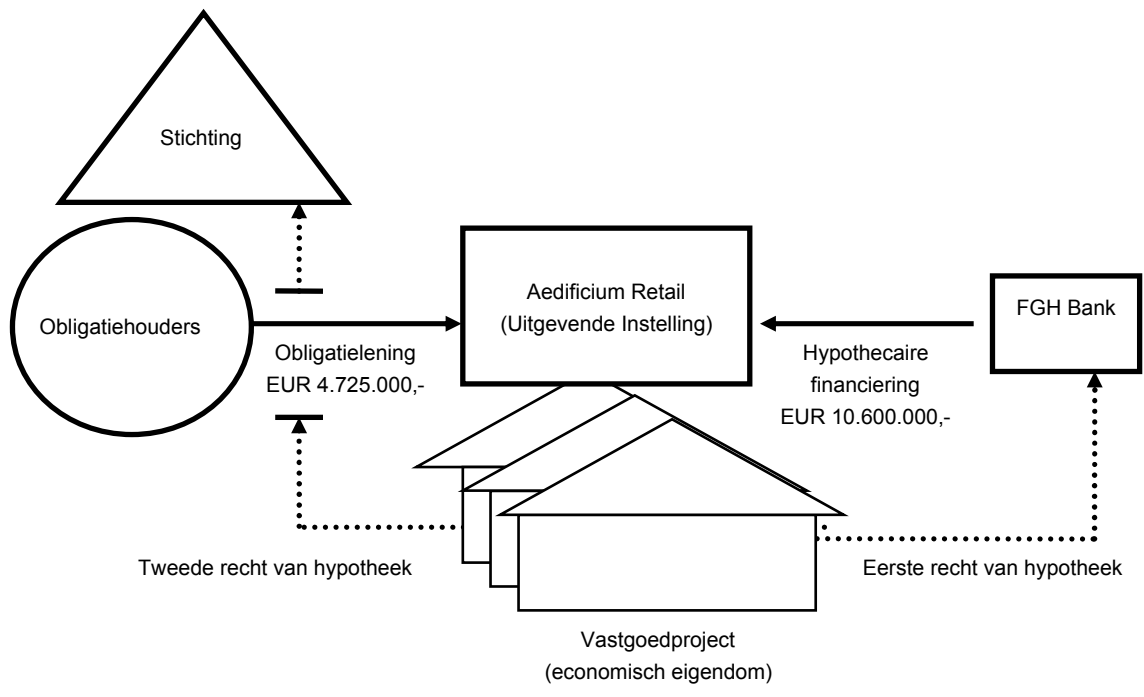 Stichting
Obligatiehouders
Obligatielening
EUR 4.725.000,-
Aedificium Retail
(Uitgevende Instelling)
Hypothecaire
financiering
EUR 10.600.000,-
FGH Bank
Tweede recht van hypotheek
Eerste recht van hypotheek
Vastgoedproject
(economisch eigendom)